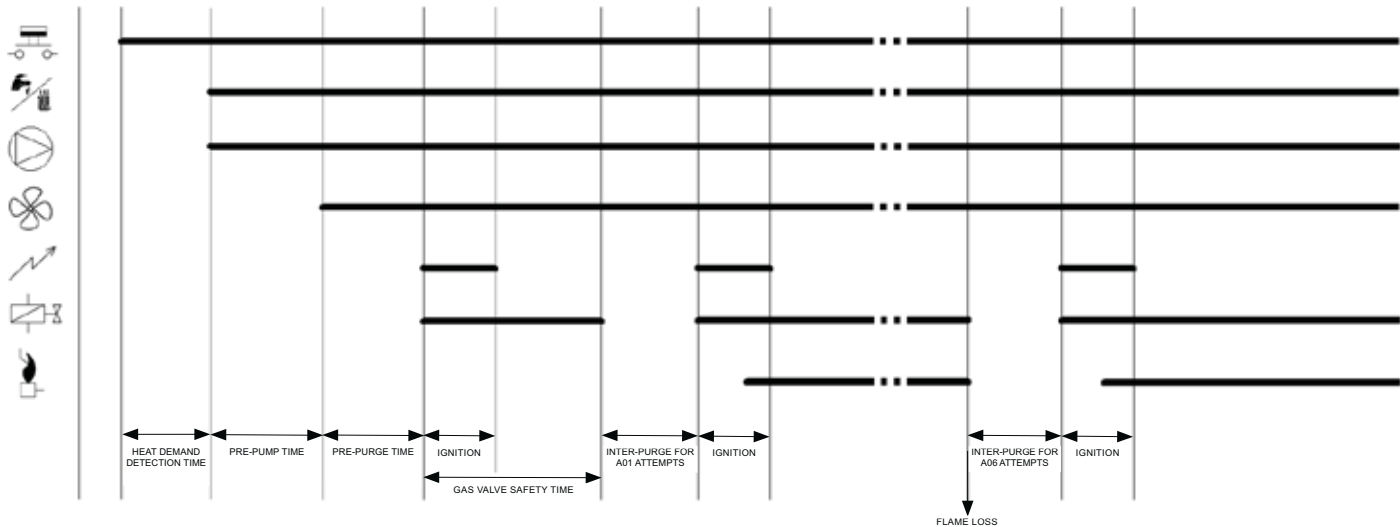 HEAT DEMAND
DETECTION TIME
PRE-PUMP TIME
PRE-PURGE TIME
IGNITION
INTER-PURGE FOR
A01 ATTEMPTS
IGNITION
INTER-PURGE FOR
A06 ATTEMPTS
IGNITION
GAS VALVE SAFETY TIME
FLAME LOSS